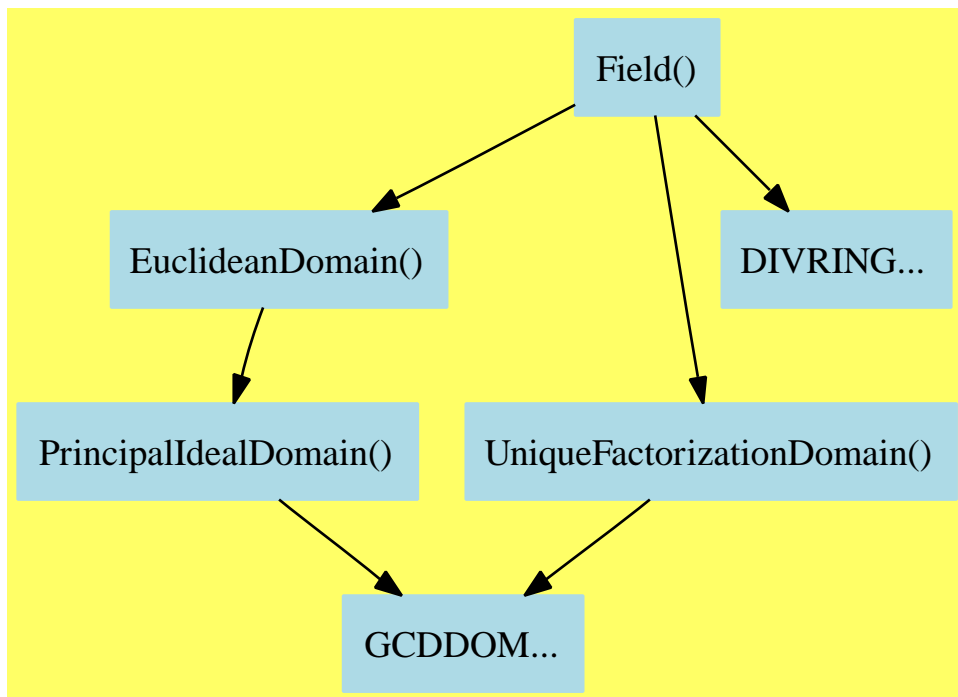 Field()
EuclideanDomain()
DIVRING...
PrincipalIdealDomain()
UniqueFactorizationDomain()
GCDDOM...